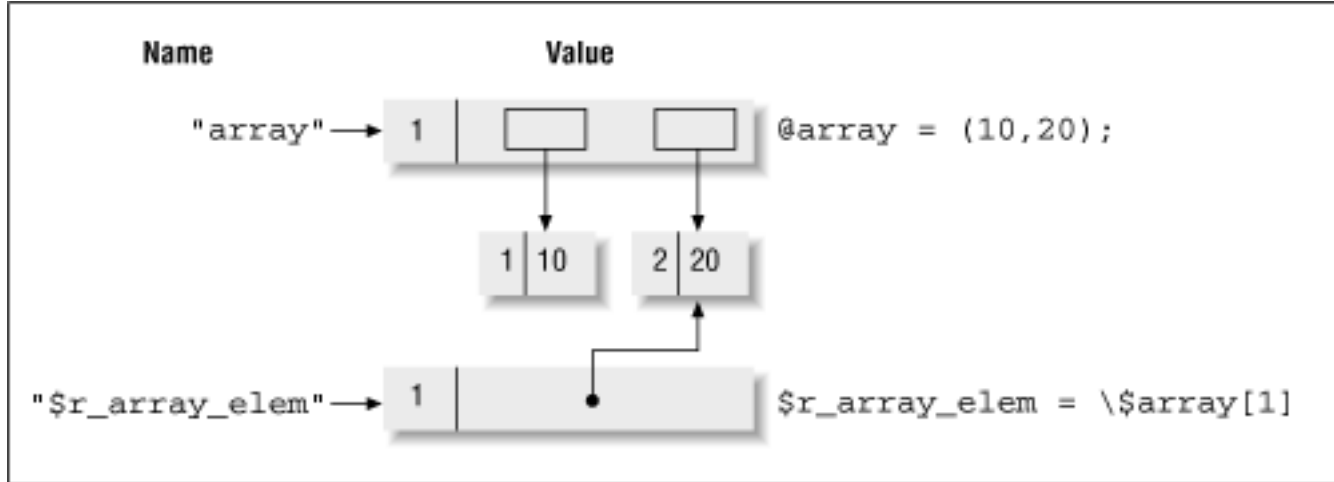 Name Value
"array" 1 @array = (10,20);
1 10 2 20
"$r_array_elem" 1 $r_array_elem = \$array[1]